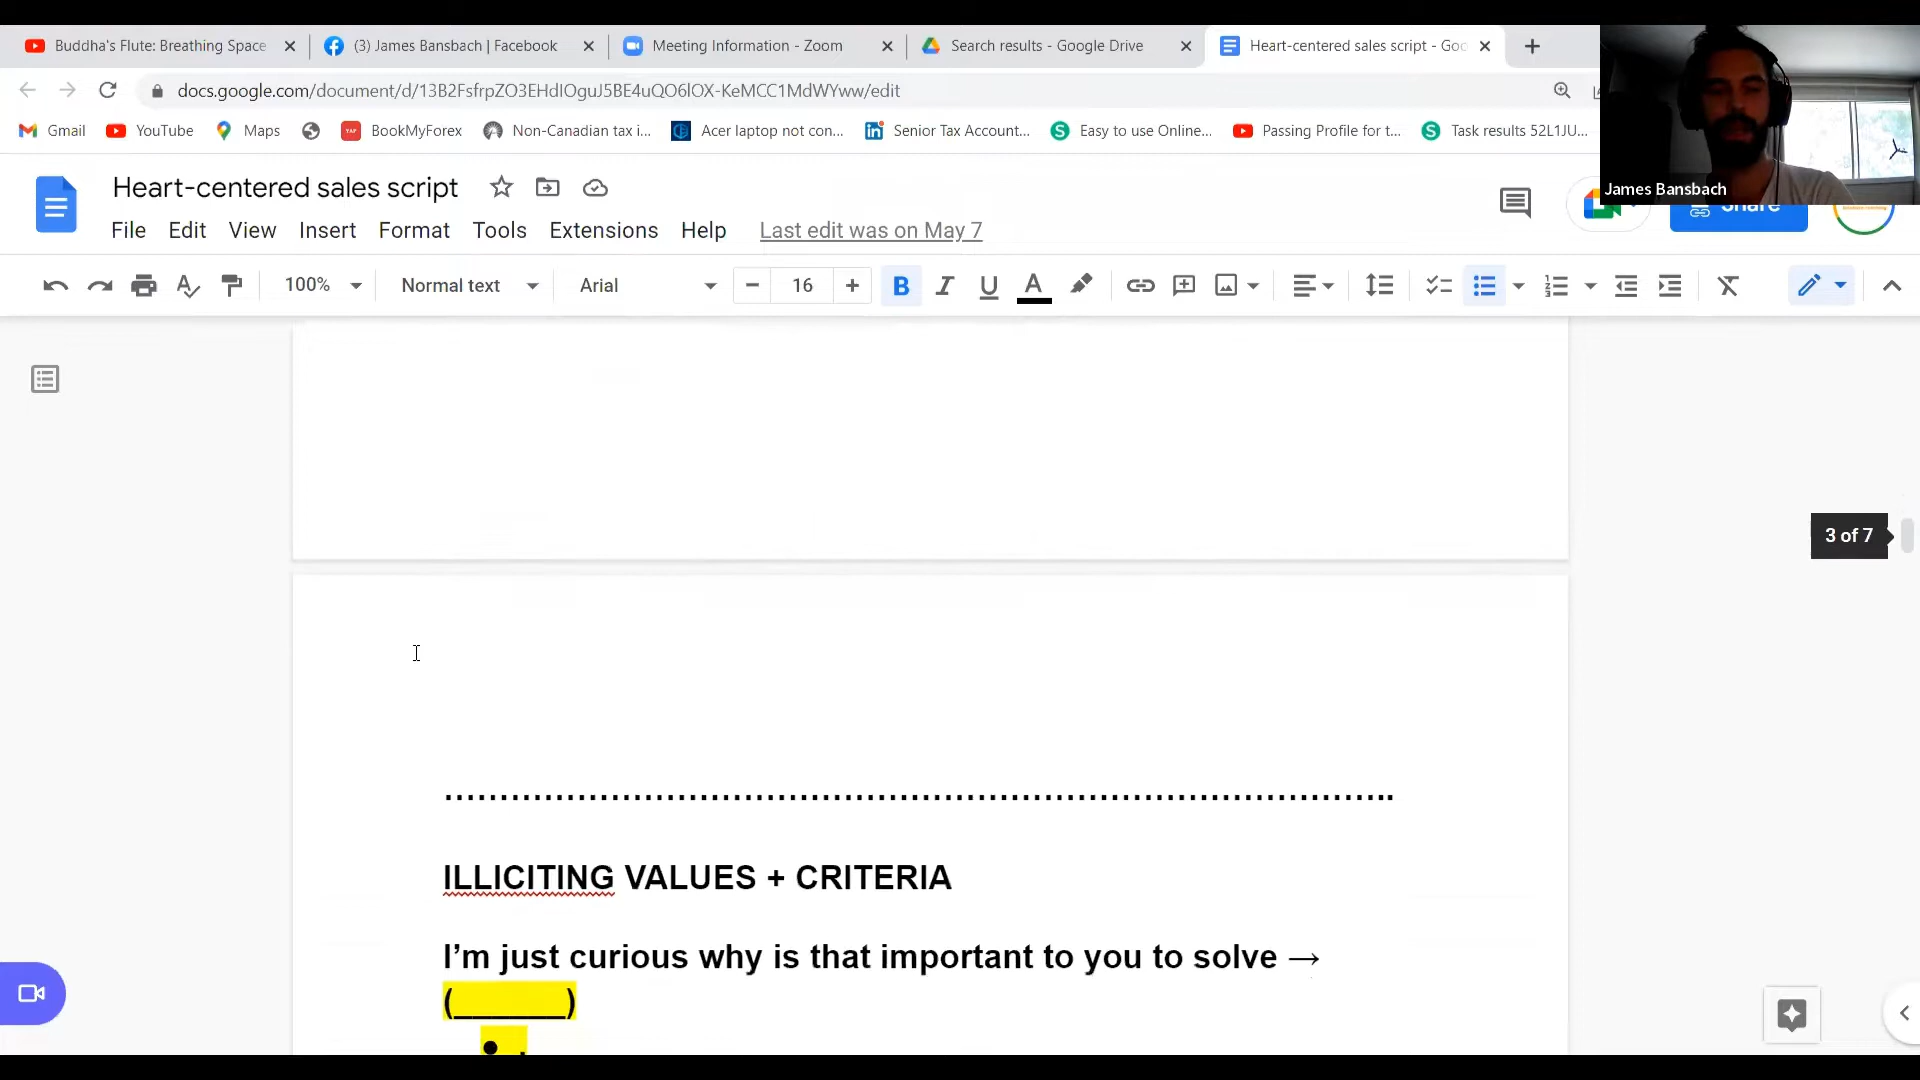 Buddha's Flute: Breathing Space
(3) James Bansbach | Facebook
Meeting Information - Zoom
Search results - Google Drive
Heart-centered sales script - Goo
docs.google.com/document/d/13B2FsfrpZO3EHdIOguJ5BE4uQO6lOX-KeMCC1MdWYww/edit
Gmail
YouTube
Maps
BookMyForex
Non-Canadian tax i...
Acer laptop not con...
Senior Tax Account...
Easy to use Online...
Passing Profile for t...
Task results 52L1JU...
James Bansbach
Heart-centered sales script
Share
File Edit View Insert Format Tools Extensions Help Last edit was on May 7
100% Normal text Arial 16 B I U A
3 of 7
………………………………………………………………………………..
ILLICITING VALUES + CRITERIA
I’m just curious why is that important to you to solve →
(______)